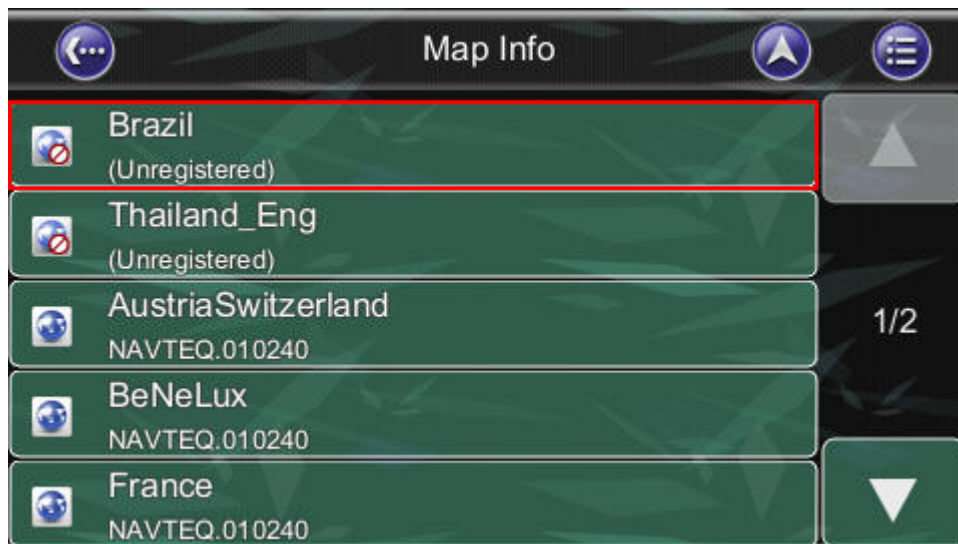 Map Info
Brazil
(Unregistered)
Thailand_Eng
(Unregistered)
AustriaSwitzerland
NAVTEQ.010240
1/2
BeNeLux
NAVTEQ.010240
France
NAVTEQ.010240